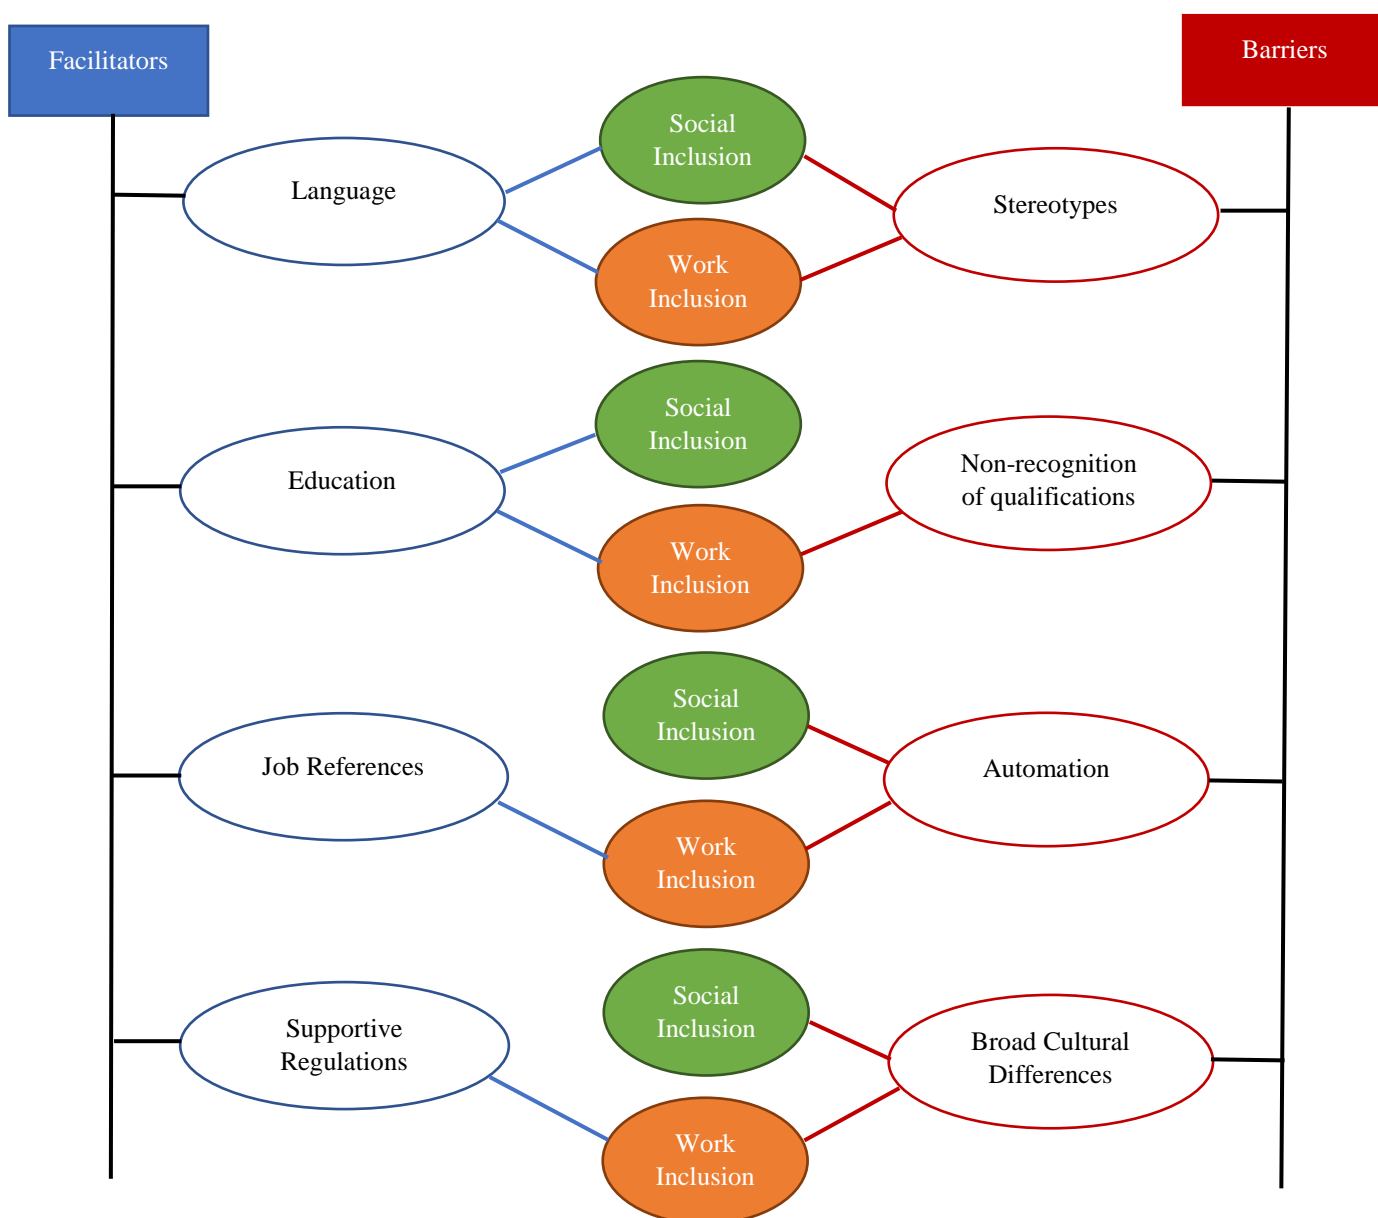 Facilitators
Barriers
Social
Inclusion
Language
Stereotypes
Work
Inclusion
Social
Inclusion
Education
Non-recognition
of qualifications
Work
Inclusion
Social
Inclusion
Job References
Automation
Work
Inclusion
Social
Inclusion
Supportive
Regulations
Broad Cultural
Differences
Work
Inclusion